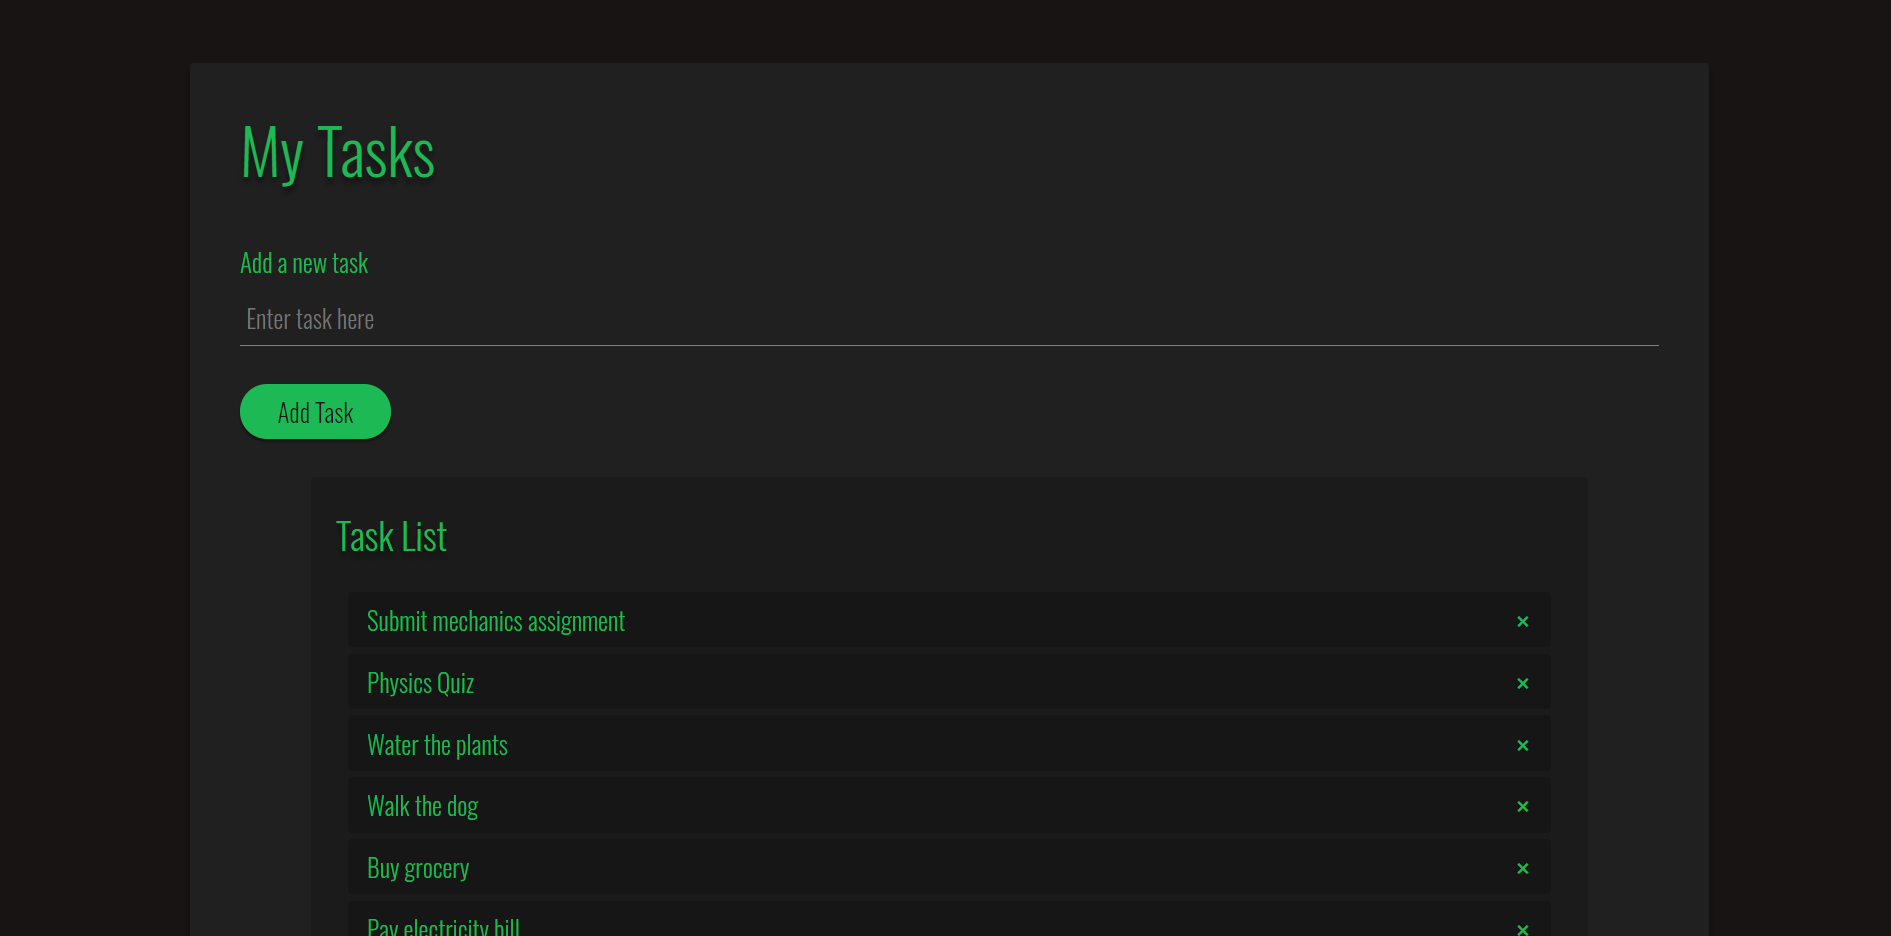 My Tasks
Add a new task
Enter task here
Add Task
Task List
Submit mechanics assignment
×
Physics Quiz
×
Water the plants
×
Walk the dog
×
Buy grocery
×
Pay electricity bill
×